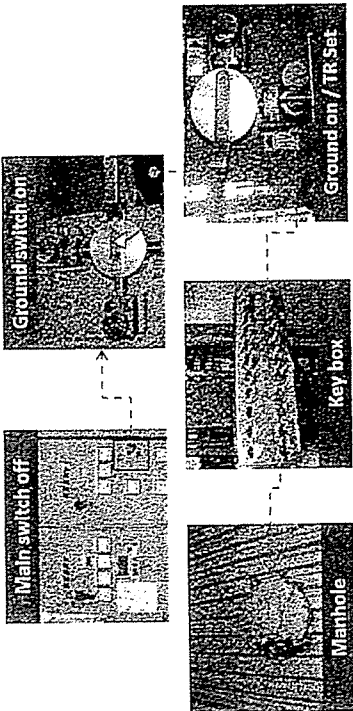 Main switch off
Ground switch on
Ground on / TR Set
Key box
Manhole